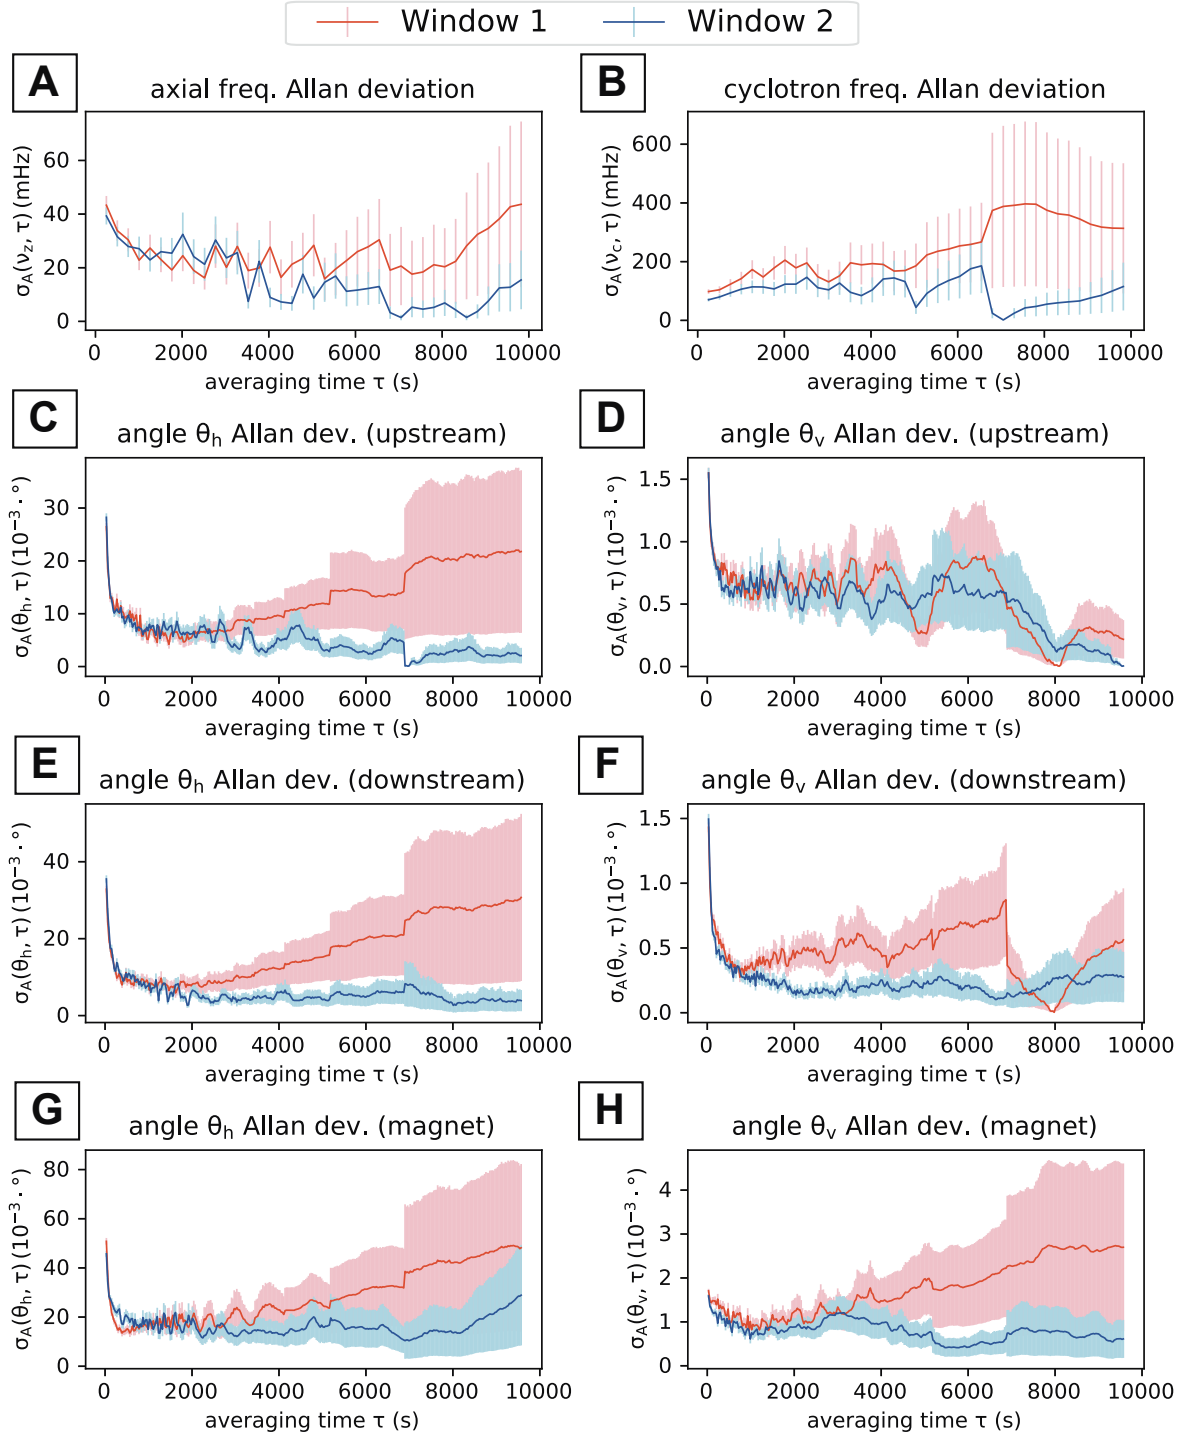 Window 1 Window 2
A B
axial freq. Allan deviation cyclotron freq. Allan deviation
σA(νz, τ) (mHz)
60
40
20
0
0 2000 4000 6000 8000 10000
averaging time τ (s)
σA(νc, τ) (mHz)
600
400
200
0
0 2000 4000 6000 8000 10000
averaging time τ (s)
C D
angle θh Allan dev. (upstream) angle θv Allan dev. (upstream)
σA(θh, τ) (10⁻³ · °)
30
20
10
0
0 2000 4000 6000 8000 10000
averaging time τ (s)
σA(θv, τ) (10⁻³ · °)
1.5
1.0
0.5
0.0
0 2000 4000 6000 8000 10000
averaging time τ (s)
E F
angle θh Allan dev. (downstream) angle θv Allan dev. (downstream)
σA(θh, τ) (10⁻³ · °)
40
20
0
0 2000 4000 6000 8000 10000
averaging time τ (s)
σA(θv, τ) (10⁻³ · °)
1.5
1.0
0.5
0.0
0 2000 4000 6000 8000 10000
averaging time τ (s)
G H
angle θh Allan dev. (magnet) angle θv Allan dev. (magnet)
σA(θh, τ) (10⁻³ · °)
80
60
40
20
0
0 2000 4000 6000 8000 10000
averaging time τ (s)
σA(θv, τ) (10⁻³ · °)
4
3
2
1
0
0 2000 4000 6000 8000 10000
averaging time τ (s)